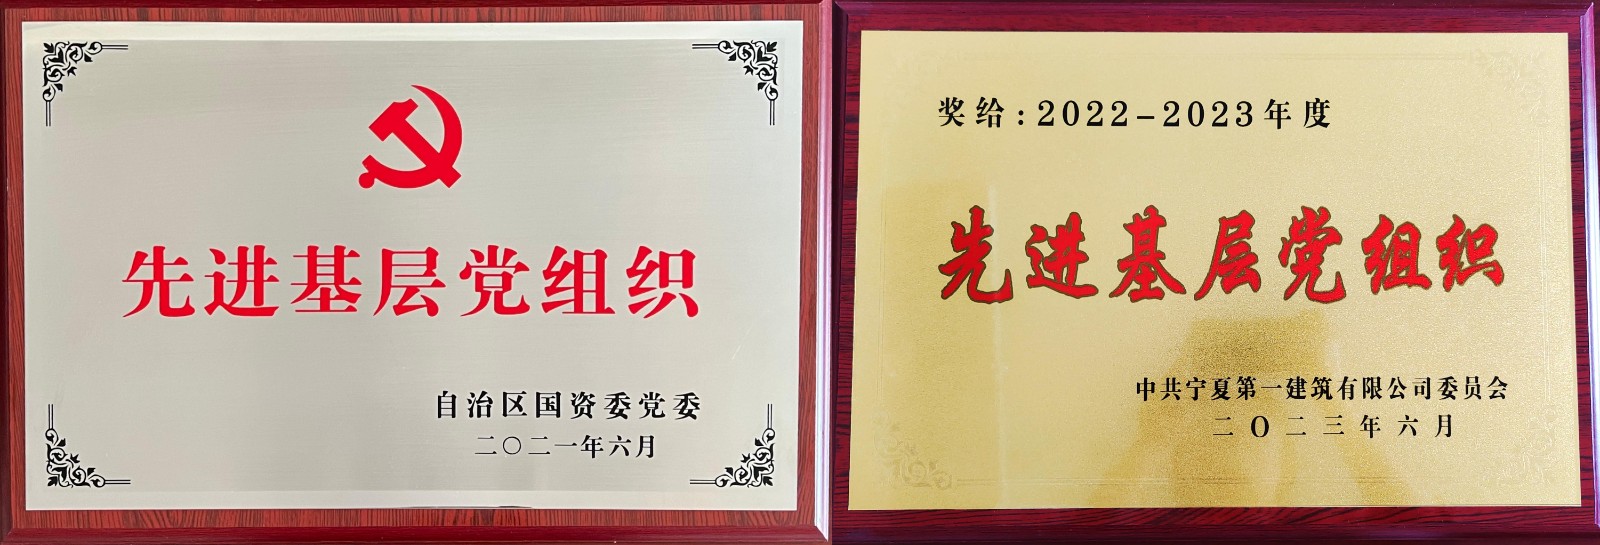 先进基层党组织
自治区国资委党委
二〇二一年六月
奖给：2022-2023年度
先进基层党组织
中共宁夏第一建筑有限公司委员会
二〇二三年六月